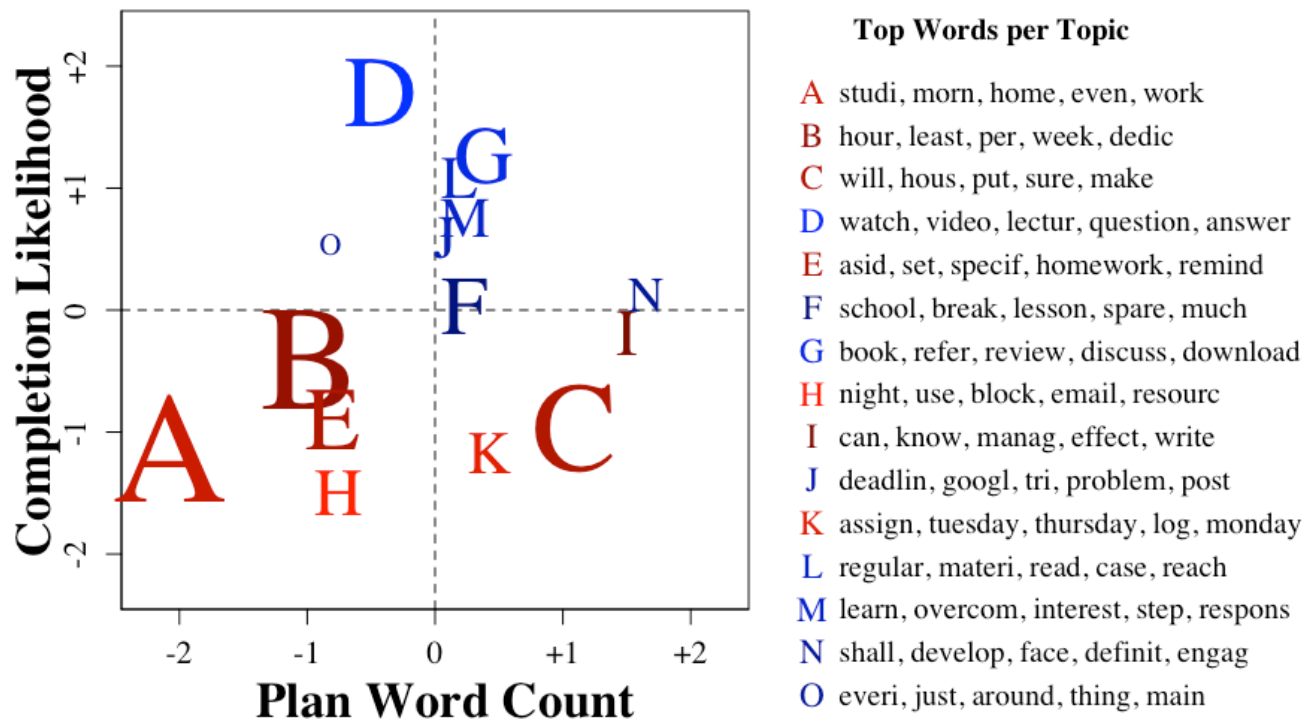 Top Words per Topic
A studi, morn, home, even, work
B hour, least, per, week, dedic
C will, hous, put, sure, make
D watch, video, lectur, question, answer
E asid, set, specif, homework, remind
F school, break, lesson, spare, much
G book, refer, review, discuss, download
H night, use, block, email, resourc
I can, know, manag, effect, write
J deadlin, googl, tri, problem, post
K assign, tuesday, thursday, log, monday
L regular, materi, read, case, reach
M learn, overcom, interest, step, respons
N shall, develop, face, definit, engag
O everi, just, around, thing, main
Completion Likelihood
+2
+1
0
-1
-2
D
G
L
M
J
O
F
N
I
B
E
A
C
K
H
-2
-1
0
+1
+2
Plan Word Count